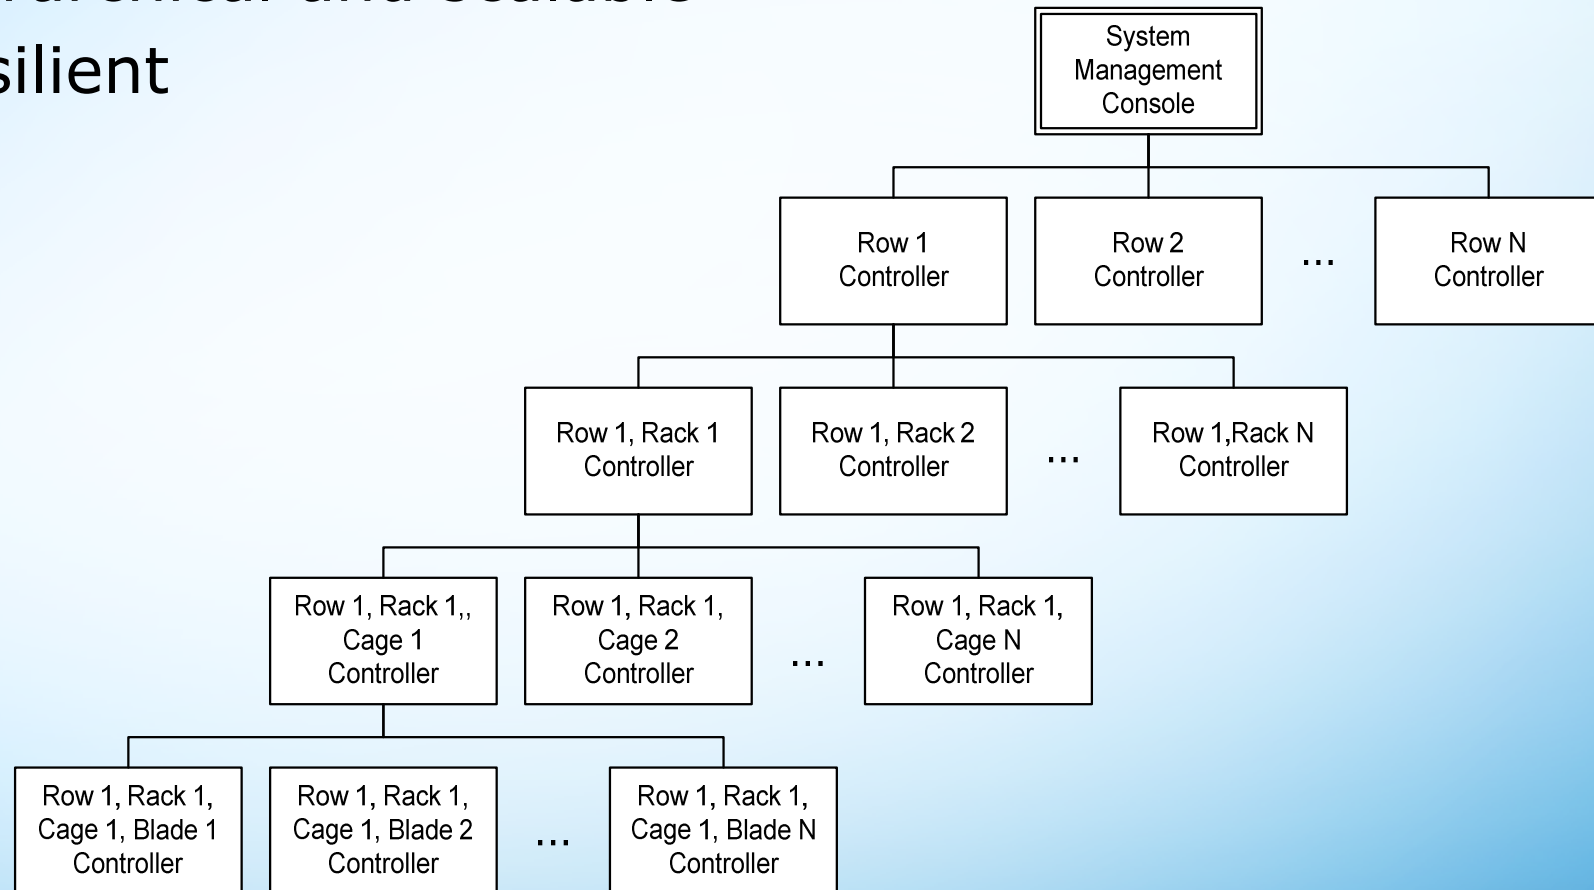 and
silient
System
Management
Console
Row 1
Controller
Row 2
Controller
...
Row N
Controller
Row 1, Rack 1
Controller
Row 1, Rack 2
Controller
...
Row 1,Rack N
Controller
Row 1, Rack 1,,
Cage 1
Controller
Row 1, Rack 1,
Cage 2
Controller
...
Row 1, Rack 1,
Cage N
Controller
Row 1, Rack 1,
Cage 1, Blade 1
Controller
Row 1, Rack 1,
Cage 1, Blade 2
Controller
...
Row 1, Rack 1,
Cage 1, Blade N
Controller